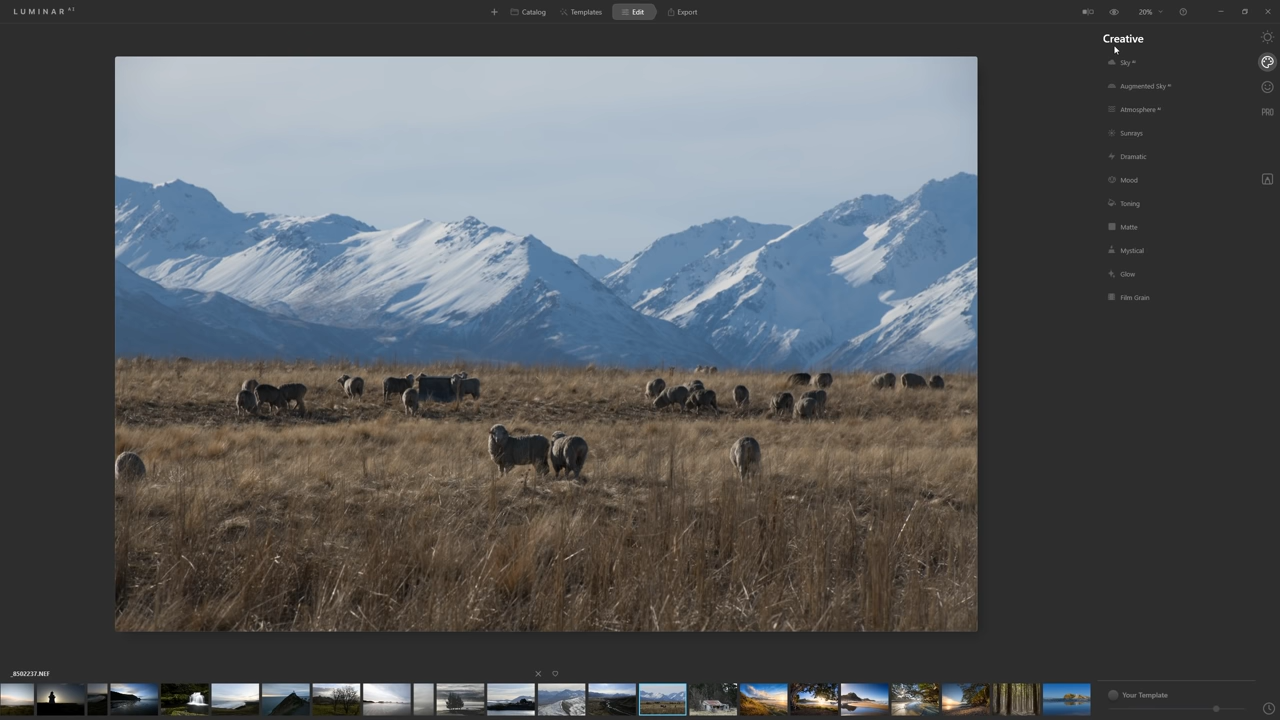 LUMINAR AI
Catalog Templates Edit Export
20%
Creative
Sky AI
Augmented Sky AI
Atmosphere AI
Sunrays
Dramatic
PRO
Mood
Toning
Matte
Mystical
Glow
Film Grain
_8502237.NEF
Your Template